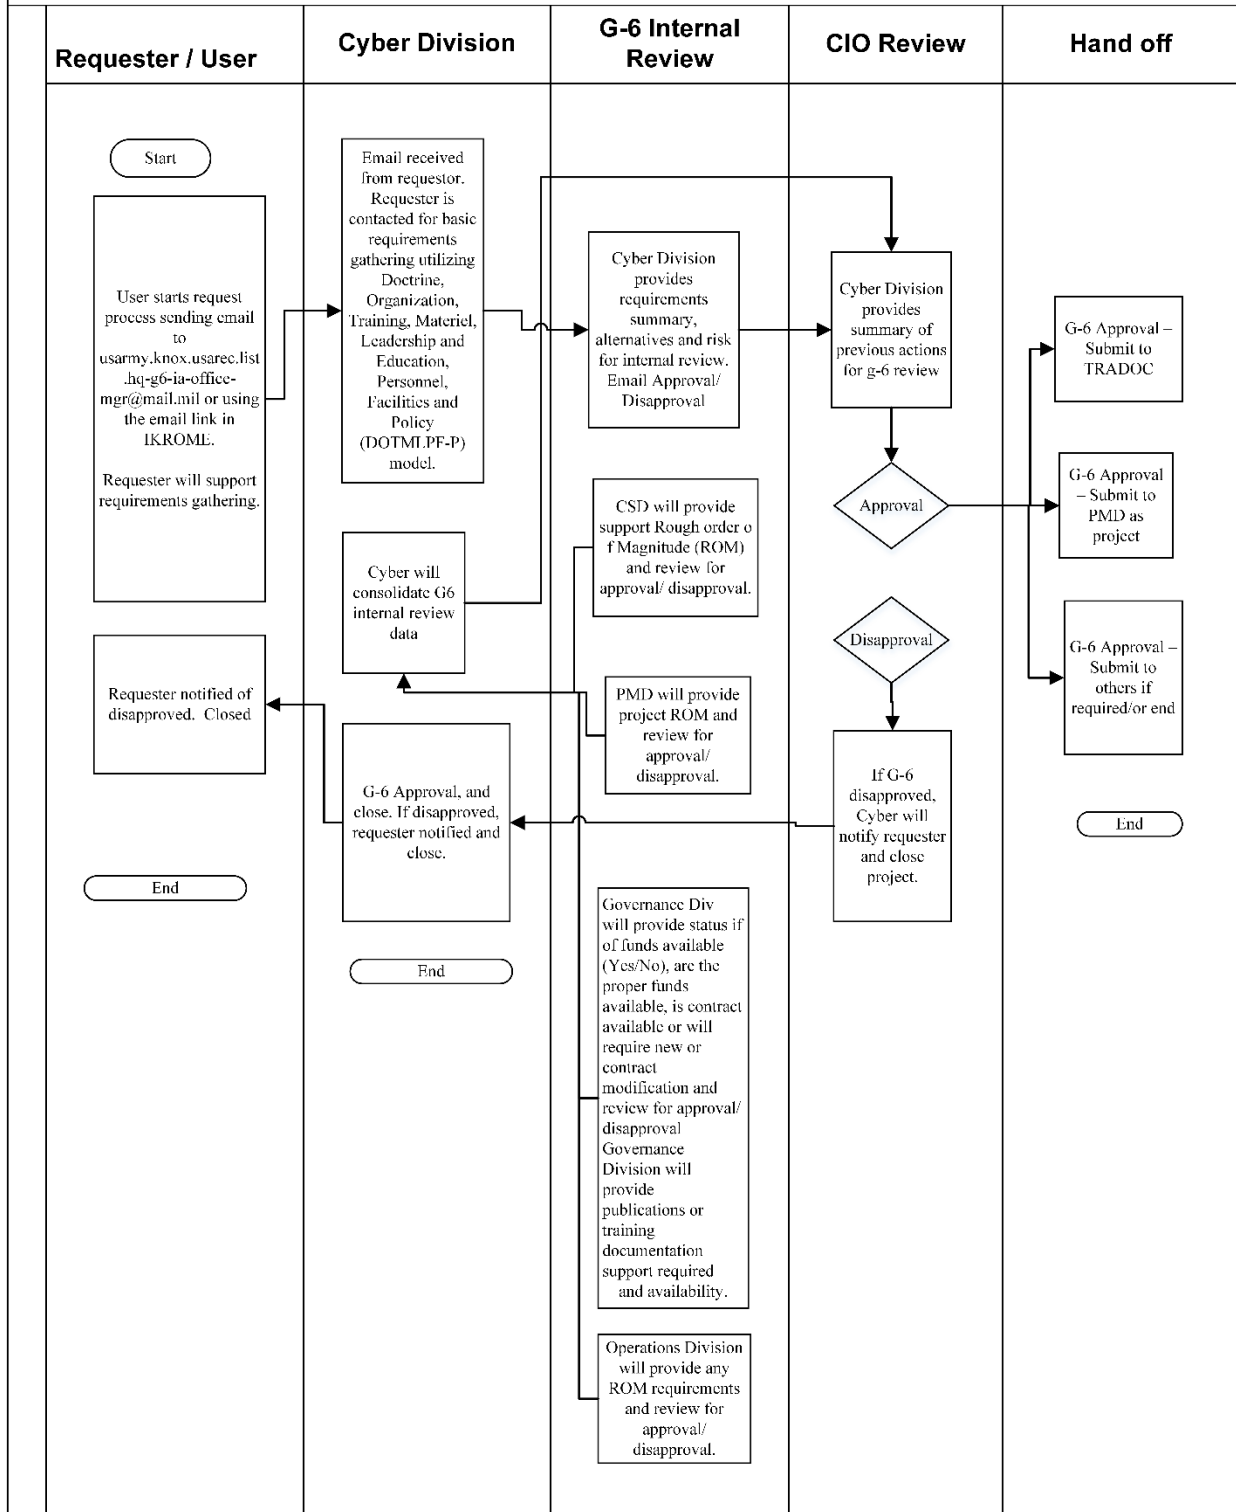 Requester / User
Cyber Division
G-6 Internal
Review
CIO Review
Hand off
Start
User starts request
process sending email
to
usarmy.knox.usarec.list
.hq-g6-ia-office-
mgr@mail.mil or using
the email link in
IKROME.
Requester will support
requirements gathering.
Requester notified of
disapproved.  Closed
End
Email received
from requestor.
Requester is
contacted for basic
requirements
gathering utilizing
Doctrine,
Organization,
Training, Materiel,
Leadership and
Education,
Personnel,
Facilities and
Policy
(DOTMLPF-P)
model.
Cyber will
consolidate G6
internal review
data
G-6 Approval, and
close. If disapproved,
requester notified and
close.
End
Cyber Division
provides
requirements
summary,
alternatives and risk
for internal review.
Email Approval/
Disapproval
CSD will provide
support Rough order o
f Magnitude (ROM)
and review for
approval/ disapproval.
PMD will provide
project ROM and
review for
approval/
disapproval.
Governance Div
will provide status if
of funds available
(Yes/No), are the
proper funds
available, is contract
available or will
require new or
contract
modification and
review for approval/
disapproval
Governance
Division will
provide
publications or
training
documentation
support required
and availability.
Operations Division
will provide any
ROM requirements
and review for
approval/
disapproval.
Cyber Division
provides
summary of
previous actions
for g-6 review
Approval
Disapproval
If G-6
disapproved,
Cyber will
notify requester
and close
project.
G-6 Approval –
Submit to
TRADOC
G-6 Approval
– Submit to
PMD as
project
G-6 Approval –
Submit to
others if
required/or end
End